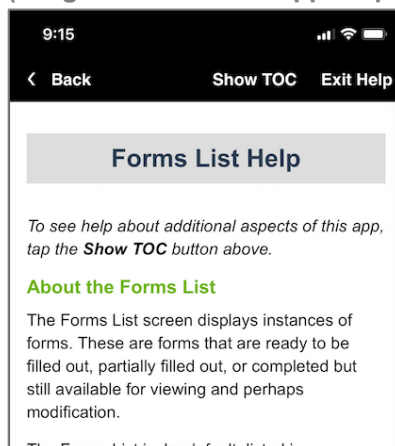 9:15
Back Show TOC Exit Help
Forms List Help
To see help about additional aspects of this app,
tap the Show TOC button above.
About the Forms List
The Forms List screen displays instances of
forms. These are forms that are ready to be
filled out, partially filled out, or completed but
still available for viewing and perhaps
modification.